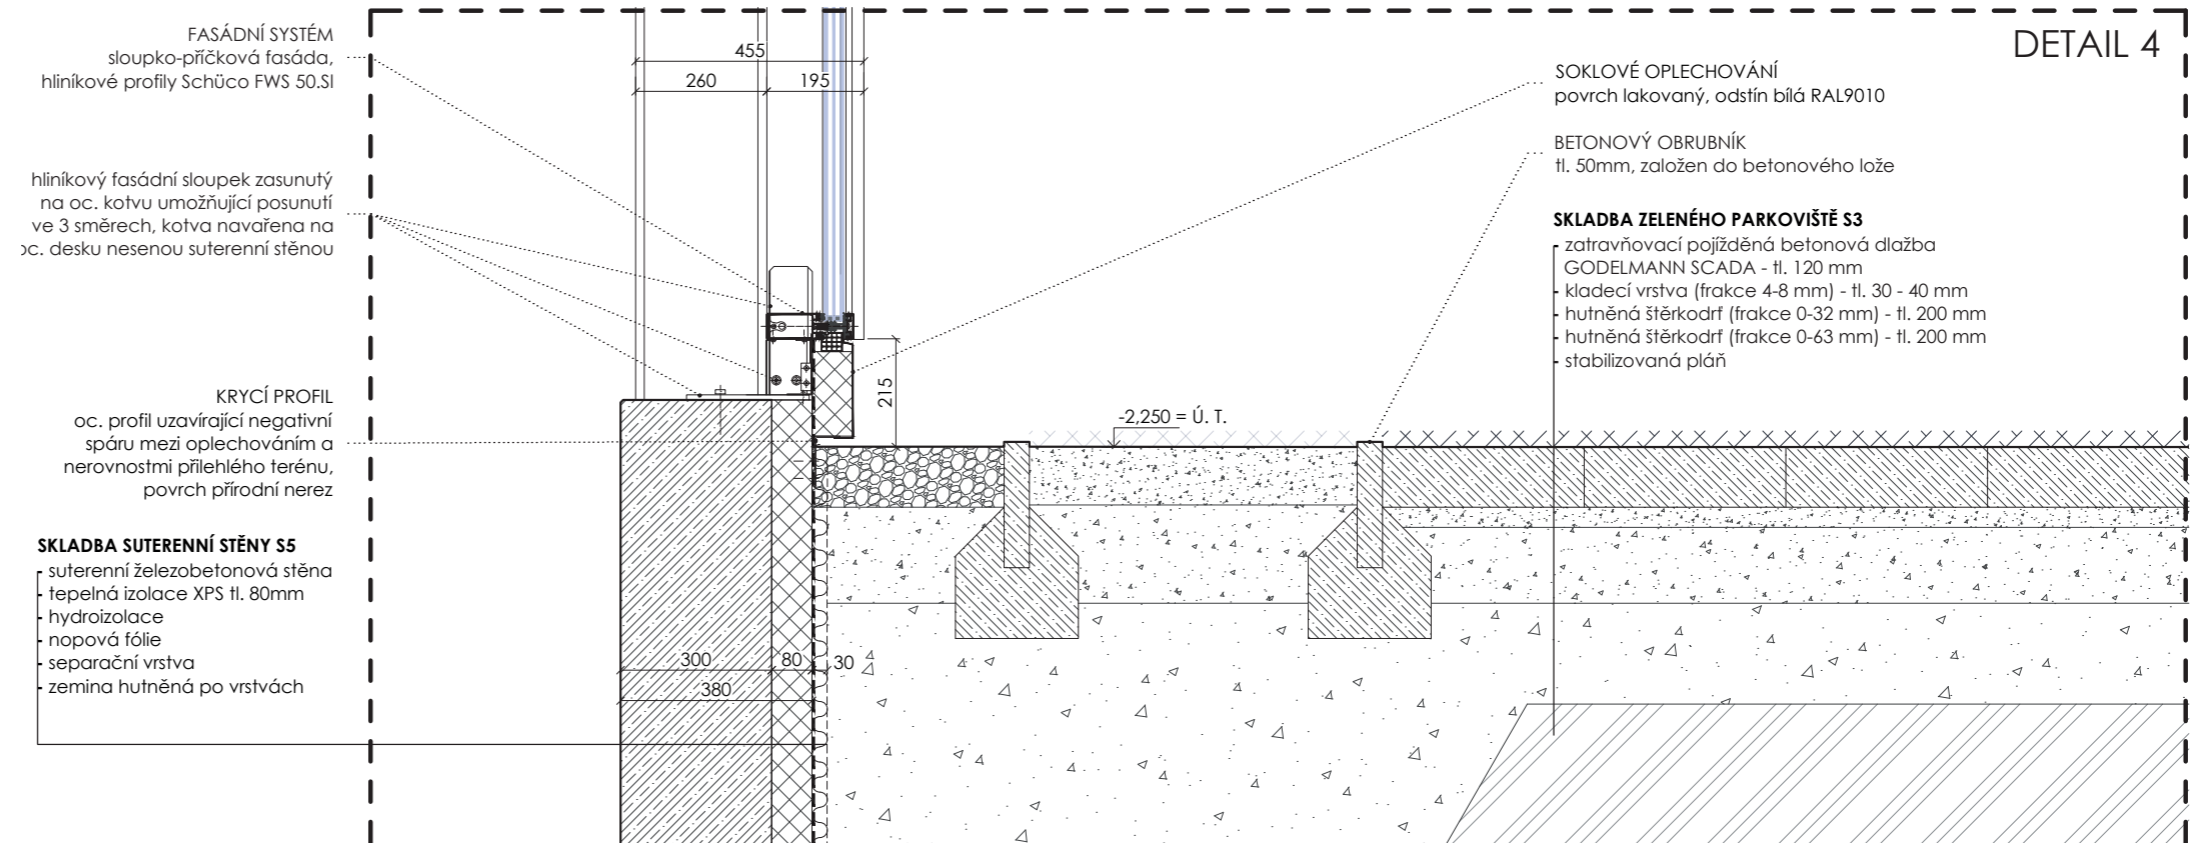 DETAIL 4
FASÁDNÍ SYSTÉM
sloupko-příčková fasáda,
hliníkové profily Schüco FWS 50.SI
hliníkový fasádní sloupek zasunutý
na oc. kotvu umožňující posunutí
ve 3 směrech, kotva navařena na
oc. desku nesenou suterenní stěnou
KRYCÍ PROFIL
oc. profil uzavírající negativní
spáru mezi oplechováním a
nerovnostmi přilehlého terénu,
povrch přírodní nerez
SKLADBA SUTERENNÍ STĚNY S5
- suterenní železobetonová stěna
- tepelná izolace XPS tl. 80mm
- hydroizolace
- nopová fólie
- separační vrstva
- zemina hutněná po vrstvách
455
260
195
215
300
80
30
380
-2,250 = Ú. T.
SOKLOVÉ OPLECHOVÁNÍ
povrch lakovaný, odstín bílá RAL9010
BETONOVÝ OBRUBNÍK
tl. 50mm, založen do betonového lože
SKLADBA ZELENÉHO PARKOVIŠTĚ S3
- zatravňovací pojížděná betonová dlažba
GODELMANN SCADA - tl. 120 mm
- kladecí vrstva (frakce 4-8 mm) - tl. 30 - 40 mm
- hutněná štěrkodrť (frakce 0-32 mm) - tl. 200 mm
- hutněná štěrkodrť (frakce 0-63 mm) - tl. 200 mm
- stabilizovaná pláň